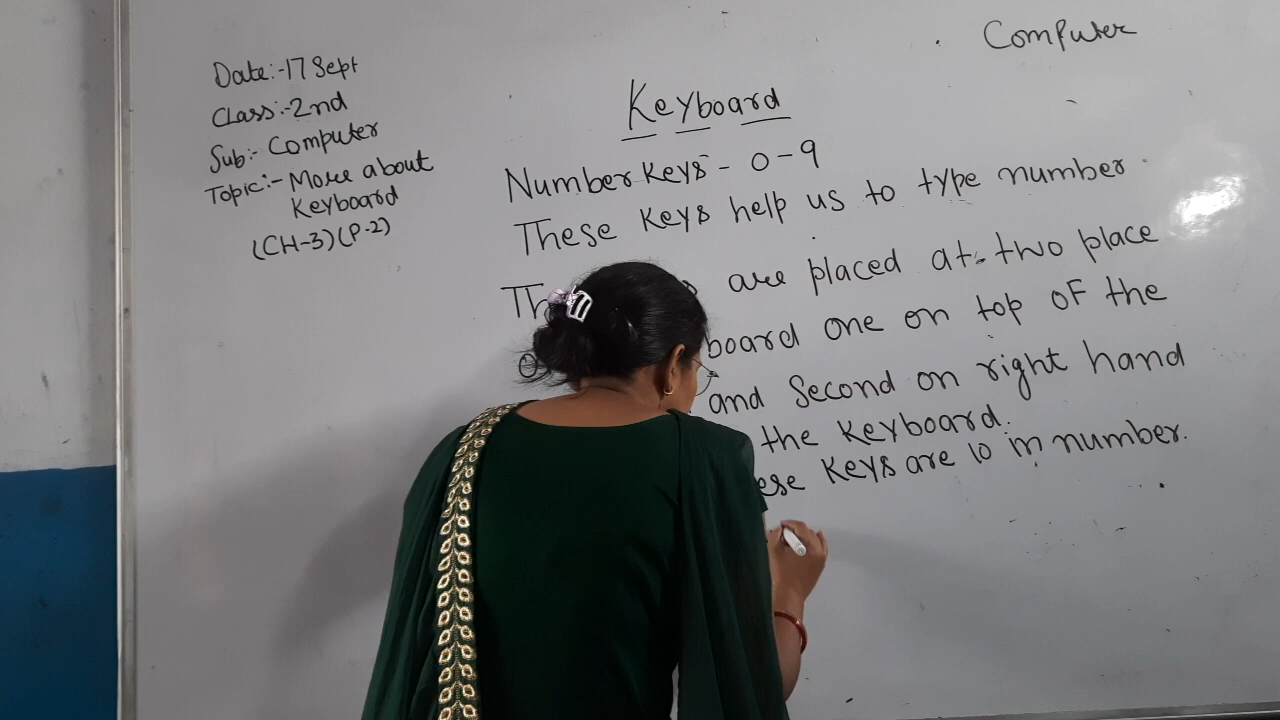 Computer
Date:-17 Sept
Class:-2nd
Sub:- Computer
Topic:- More about
Keyboard
(CH-3)(P-2)
Keyboard
Number Keys - 0-9
These Keys help us to type number
are placed at two place
board one on top of the
and Second on right hand
the Keyboard.
Keys are 10 in number.